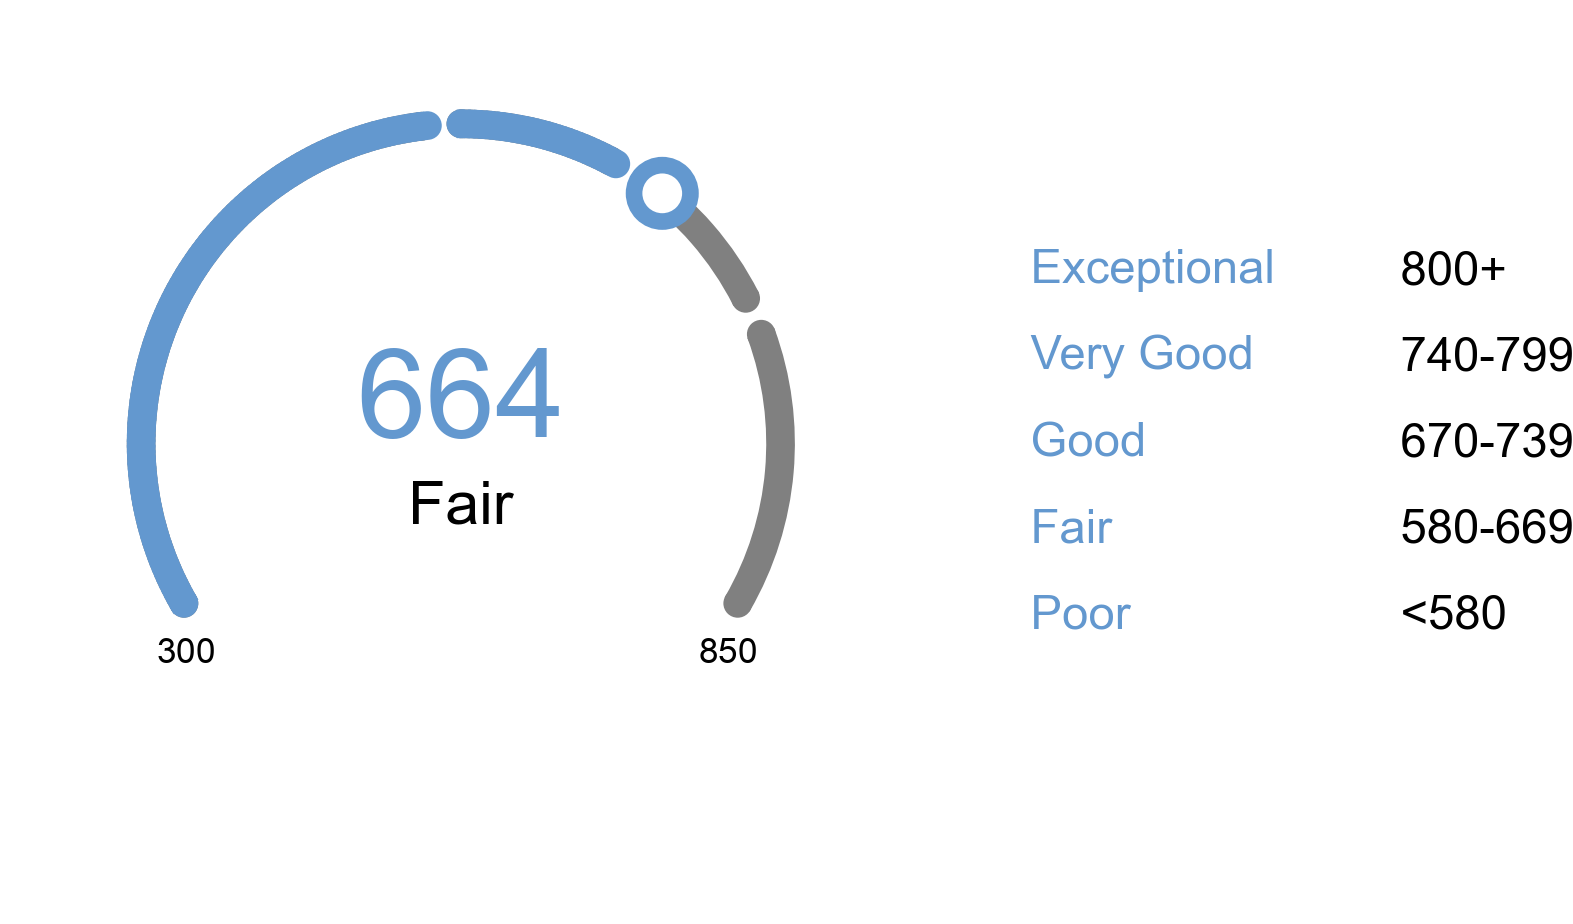 664
Fair
300
850
Exceptional 800+
Very Good 740-799
Good 670-739
Fair 580-669
Poor <580